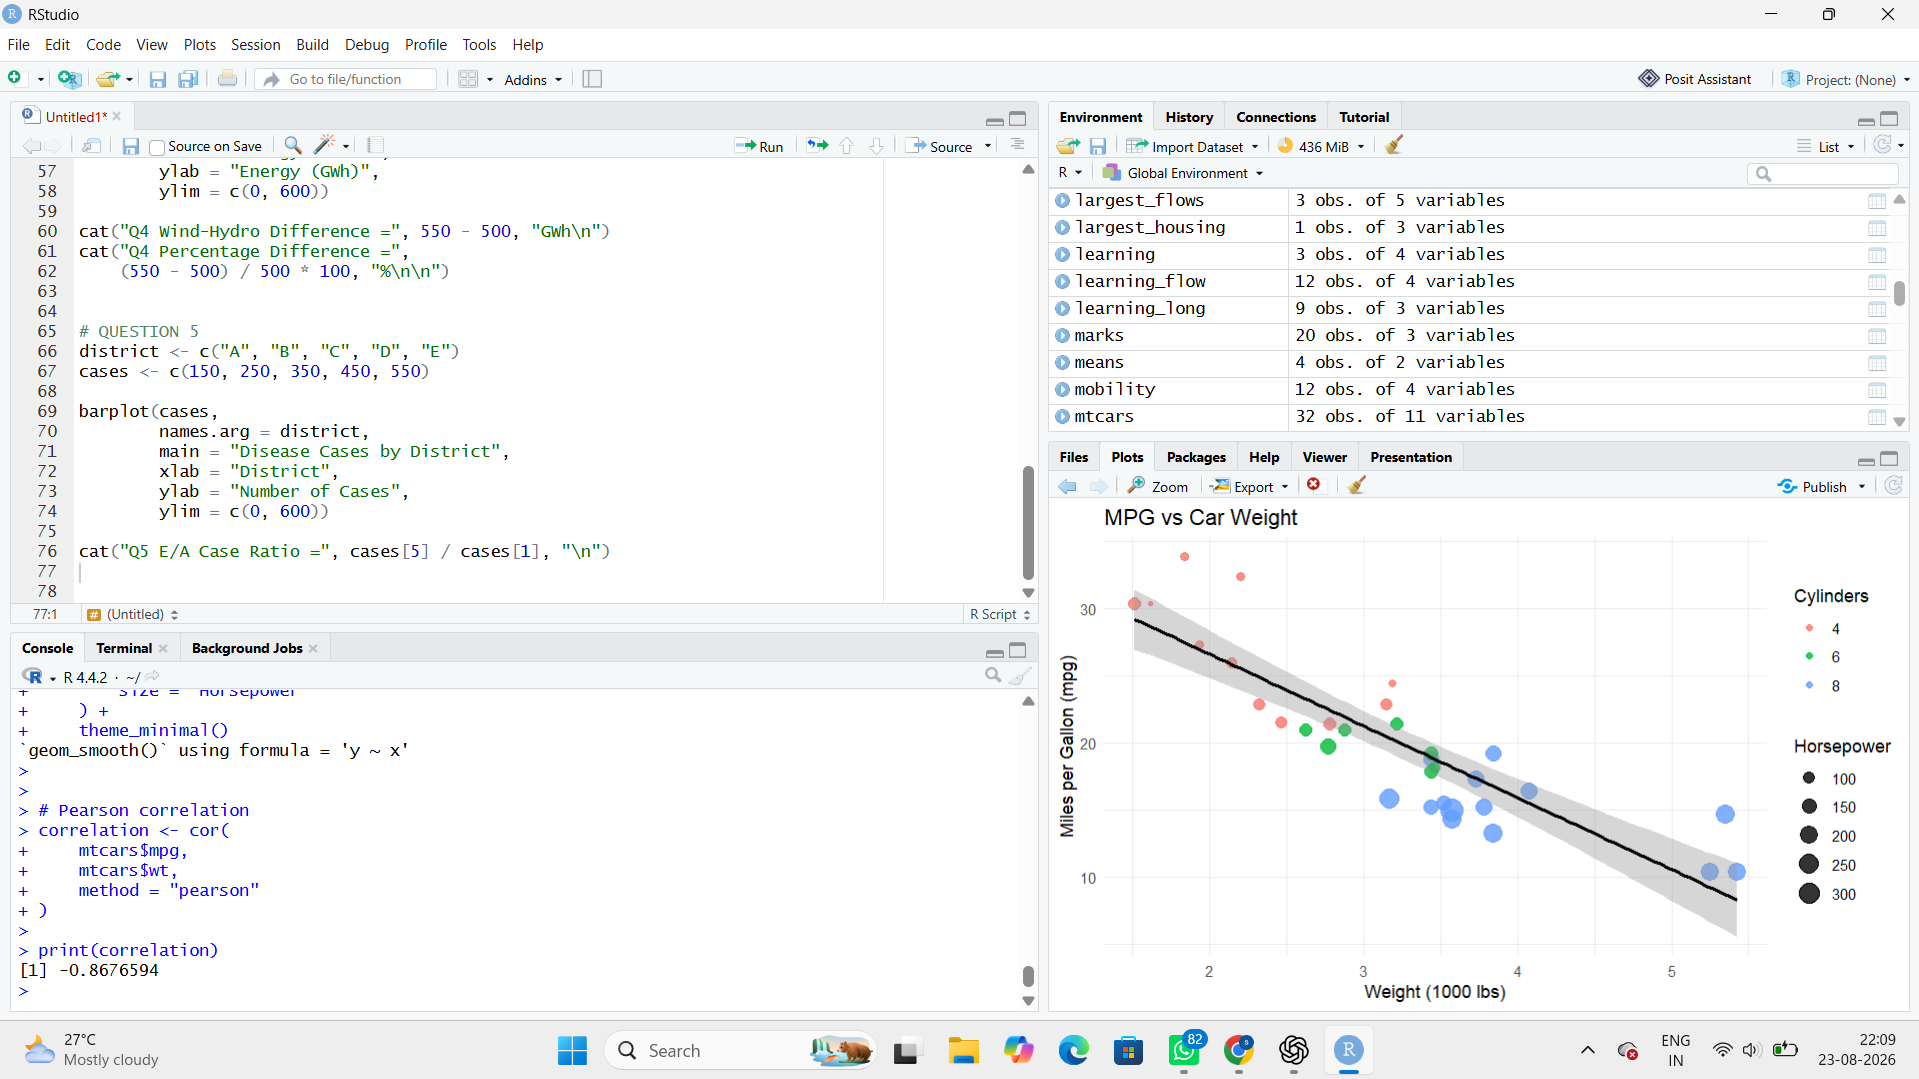 RStudio
File Edit Code View Plots Session Build Debug Profile Tools Help
Go to file/function Addins Posit Assistant Project: (None)
Untitled1*
Source on Save Run Source
57 ylab = "Energy (GWh)",
58 ylim = c(0, 600))
59
60 cat("Q4 Wind-Hydro Difference =", 550 - 500, "GWh\n")
61 cat("Q4 Percentage Difference =",
62 (550 - 500) / 500 * 100, "%\n\n")
63
64
65 # QUESTION 5
66 district <- c("A", "B", "C", "D", "E")
67 cases <- c(150, 250, 350, 450, 550)
68
69 barplot(cases,
70 names.arg = district,
71 main = "Disease Cases by District",
72 xlab = "District",
73 ylab = "Number of Cases",
74 ylim = c(0, 600))
75
76 cat("Q5 E/A Case Ratio =", cases[5] / cases[1], "\n")
77
78
77:1 # (Untitled) R Script
Console Terminal Background Jobs
R 4.4.2 · ~/
+ size = "Horsepower"
+ ) +
+ theme_minimal()
`geom_smooth()` using formula = 'y ~ x'
>
>
> # Pearson correlation
> correlation <- cor(
+ mtcars$mpg,
+ mtcars$wt,
+ method = "pearson"
+ )
>
> print(correlation)
[1] -0.8676594
>
Environment History Connections Tutorial
Import Dataset 436 MiB List
R Global Environment
largest_flows 3 obs. of 5 variables
largest_housing 1 obs. of 3 variables
learning 3 obs. of 4 variables
learning_flow 12 obs. of 4 variables
learning_long 9 obs. of 3 variables
marks 20 obs. of 3 variables
means 4 obs. of 2 variables
mobility 12 obs. of 4 variables
mtcars 32 obs. of 11 variables
Files Plots Packages Help Viewer Presentation
Zoom Export Publish
MPG vs Car Weight
Miles per Gallon (mpg)
30
20
10
2 3 4 5
Weight (1000 lbs)
Cylinders
4
6
8
Horsepower
100
150
200
250
300
27°C
Mostly cloudy
Search
82
ENG
IN
22:09
23-08-2026